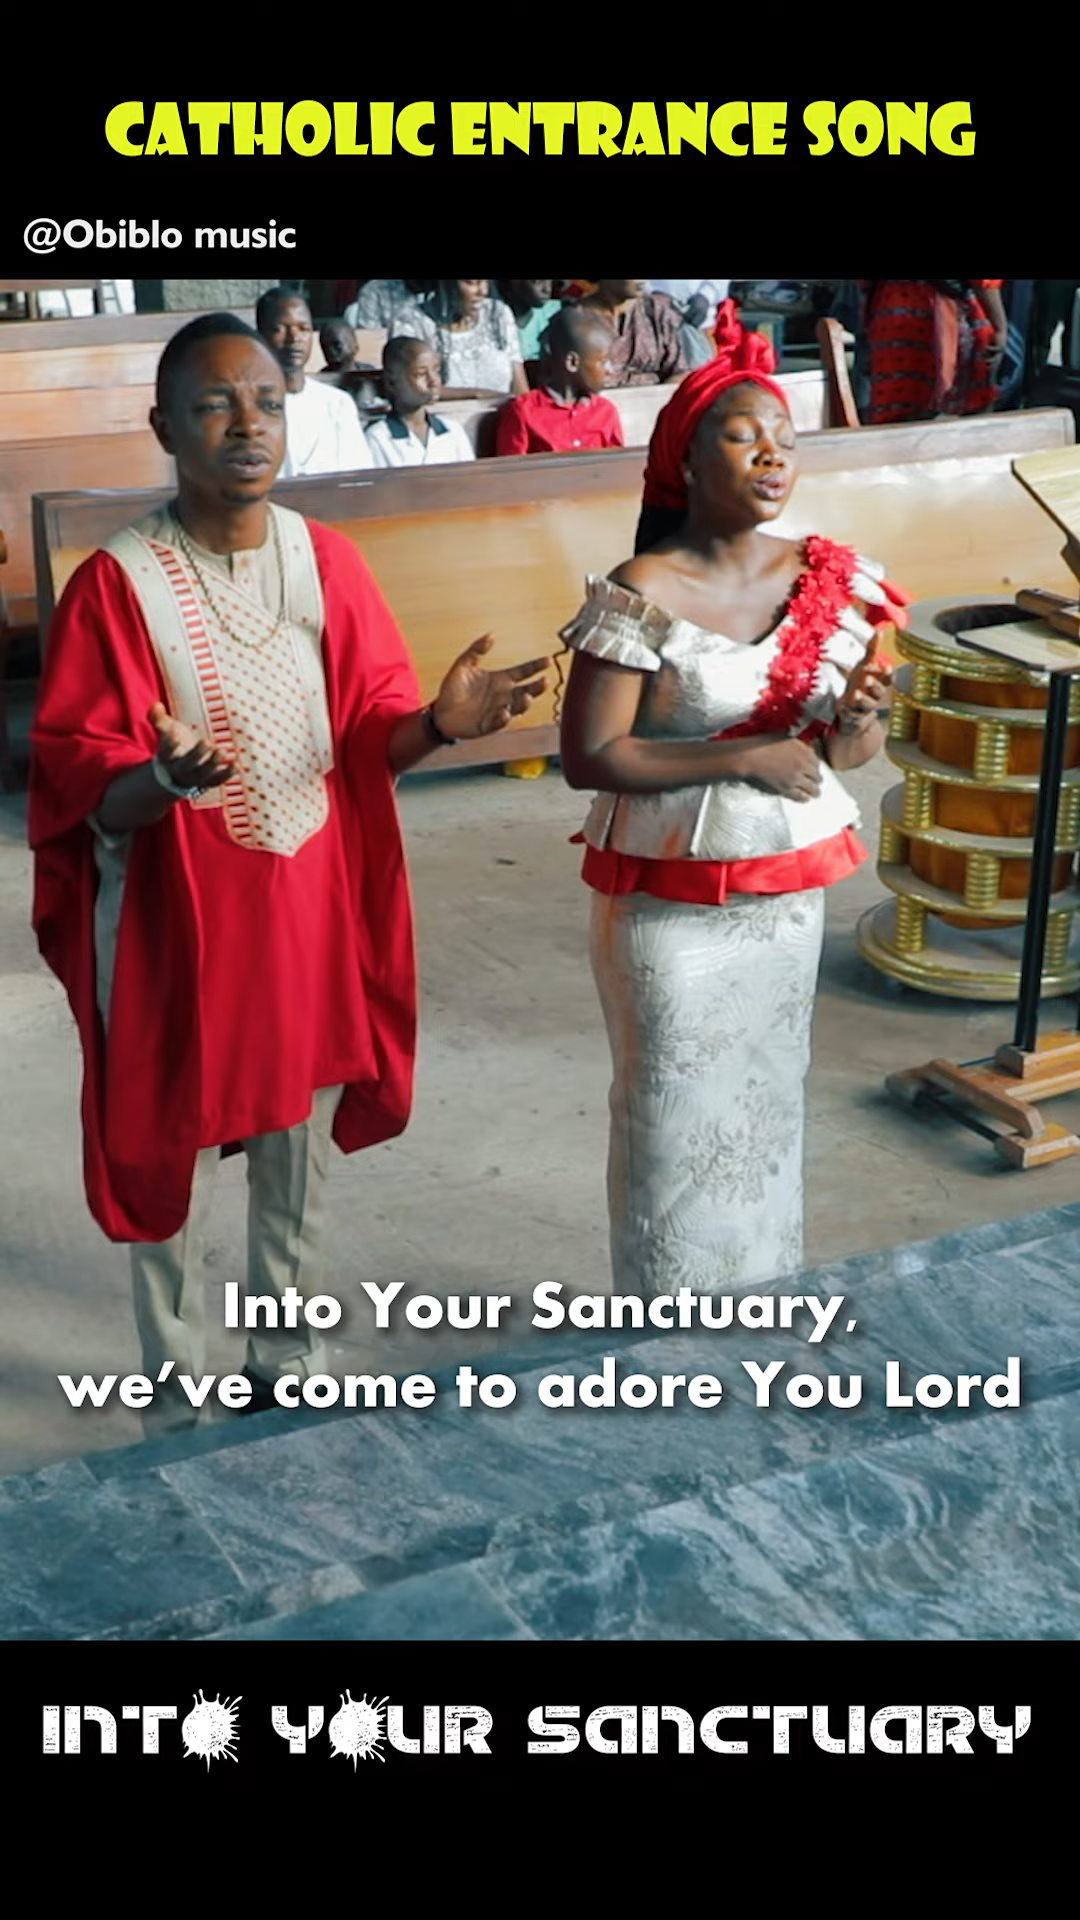 CATHOLIC ENTRANCE SONG
@Obiblo music
Into Your Sanctuary,
we’ve come to adore You Lord
INTO YOUR SANCTUARY